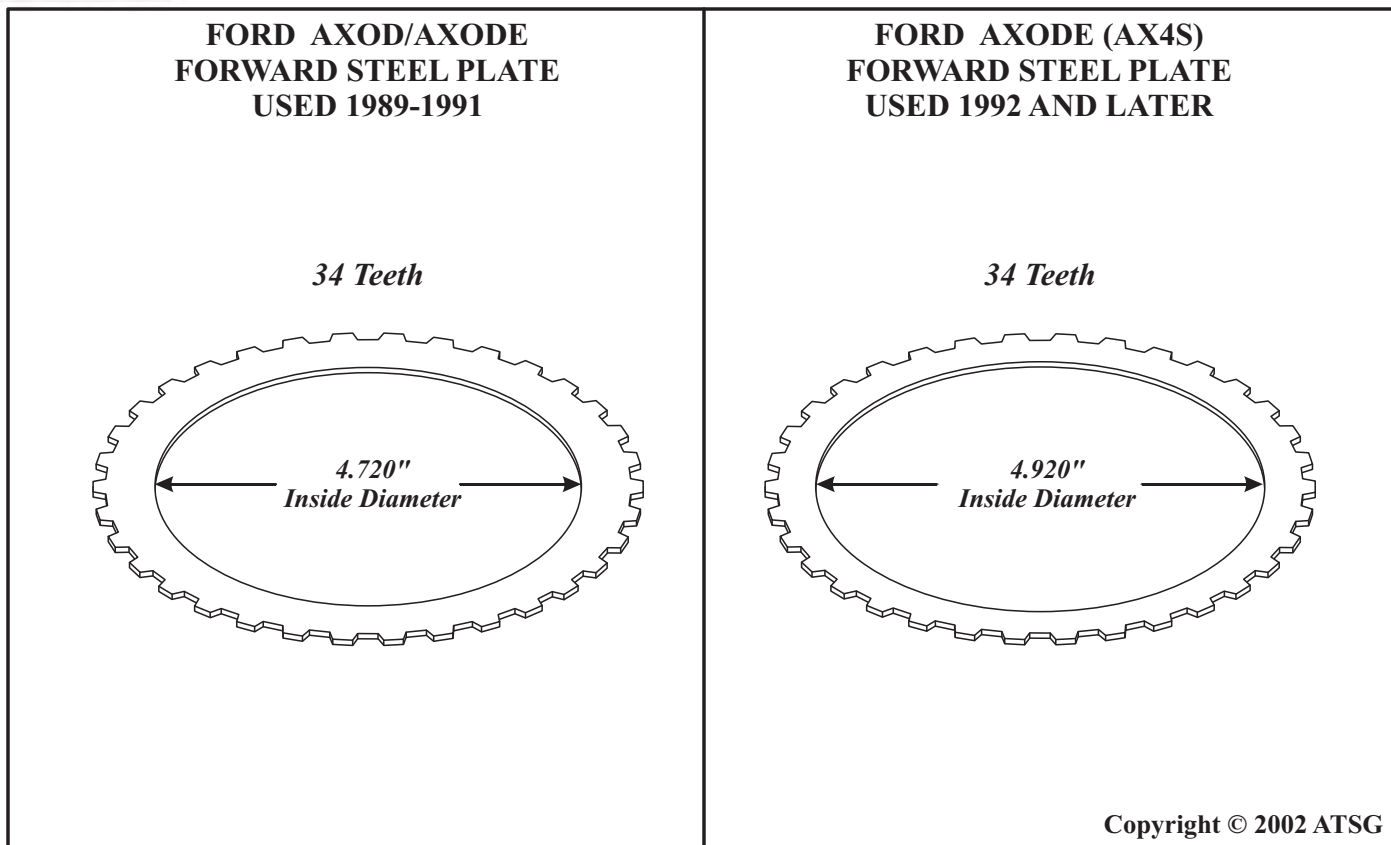 FORD AXOD/AXODE
FORWARD STEEL PLATE
USED 1989-1991
34 Teeth
4.720"
Inside Diameter
FORD AXODE (AX4S)
FORWARD STEEL PLATE
USED 1992 AND LATER
34 Teeth
4.920"
Inside Diameter
Copyright © 2002 ATSG